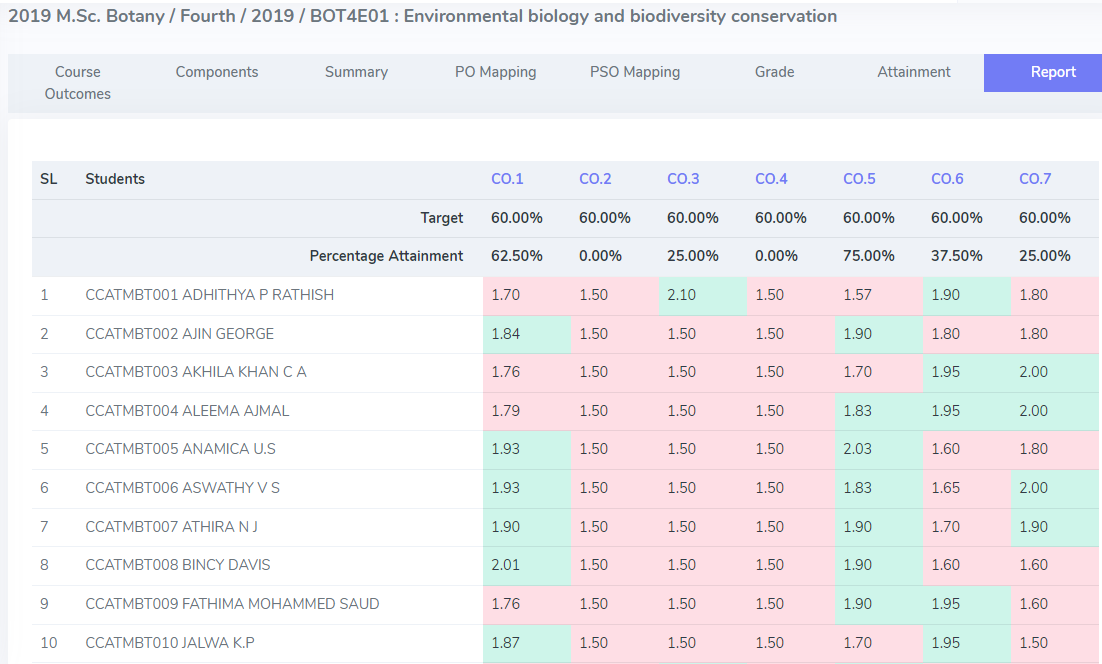 2019 M.Sc. Botany / Fourth / 2019 / BOT4E01 : Environmental biology and biodiversity conservation
Course Outcomes Components Summary PO Mapping PSO Mapping Grade Attainment Report
SL Students CO.1 CO.2 CO.3 CO.4 CO.5 CO.6 CO.7
Target 60.00% 60.00% 60.00% 60.00% 60.00% 60.00% 60.00%
Percentage Attainment 62.50% 0.00% 25.00% 0.00% 75.00% 37.50% 25.00%
1 CCATMBT001 ADHITHYA P RATHISH 1.70 1.50 2.10 1.50 1.57 1.90 1.80
2 CCATMBT002 AJIN GEORGE 1.84 1.50 1.50 1.50 1.90 1.80 1.80
3 CCATMBT003 AKHILA KHAN C A 1.76 1.50 1.50 1.50 1.70 1.95 2.00
4 CCATMBT004 ALEEMA AJMAL 1.79 1.50 1.50 1.50 1.83 1.95 2.00
5 CCATMBT005 ANAMICA U.S 1.93 1.50 1.50 1.50 2.03 1.60 1.80
6 CCATMBT006 ASWATHY V S 1.93 1.50 1.50 1.50 1.83 1.65 2.00
7 CCATMBT007 ATHIRA N J 1.90 1.50 1.50 1.50 1.90 1.70 1.90
8 CCATMBT008 BINCY DAVIS 2.01 1.50 1.50 1.50 1.90 1.60 1.60
9 CCATMBT009 FATHIMA MOHAMMED SAUD 1.76 1.50 1.50 1.50 1.90 1.95 1.60
10 CCATMBT010 JALWA K.P 1.87 1.50 1.50 1.50 1.70 1.95 1.50